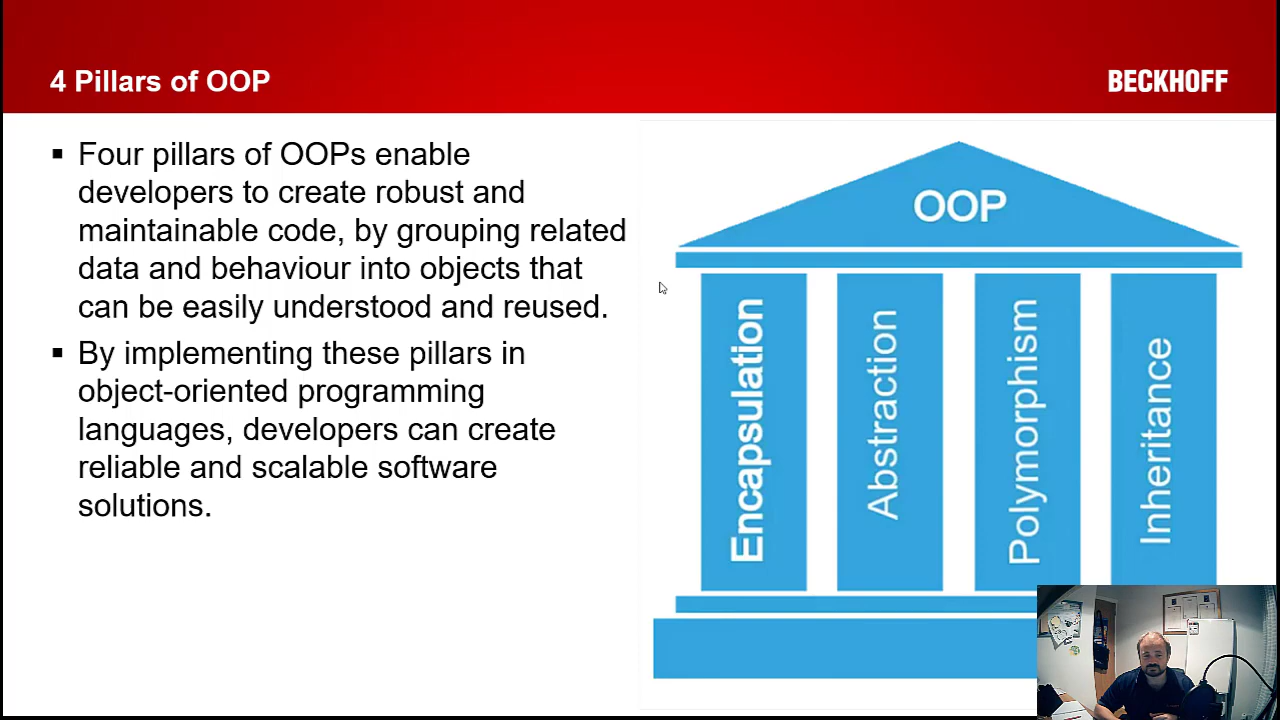 4 Pillars of OOP
BECKHOFF
▪ Four pillars of OOPs enable
developers to create robust and
maintainable code, by grouping related
data and behaviour into objects that
can be easily understood and reused.
▪ By implementing these pillars in
object-oriented programming
languages, developers can create
reliable and scalable software
solutions.
OOP
Encapsulation
Abstraction
Polymorphism
Inheritance